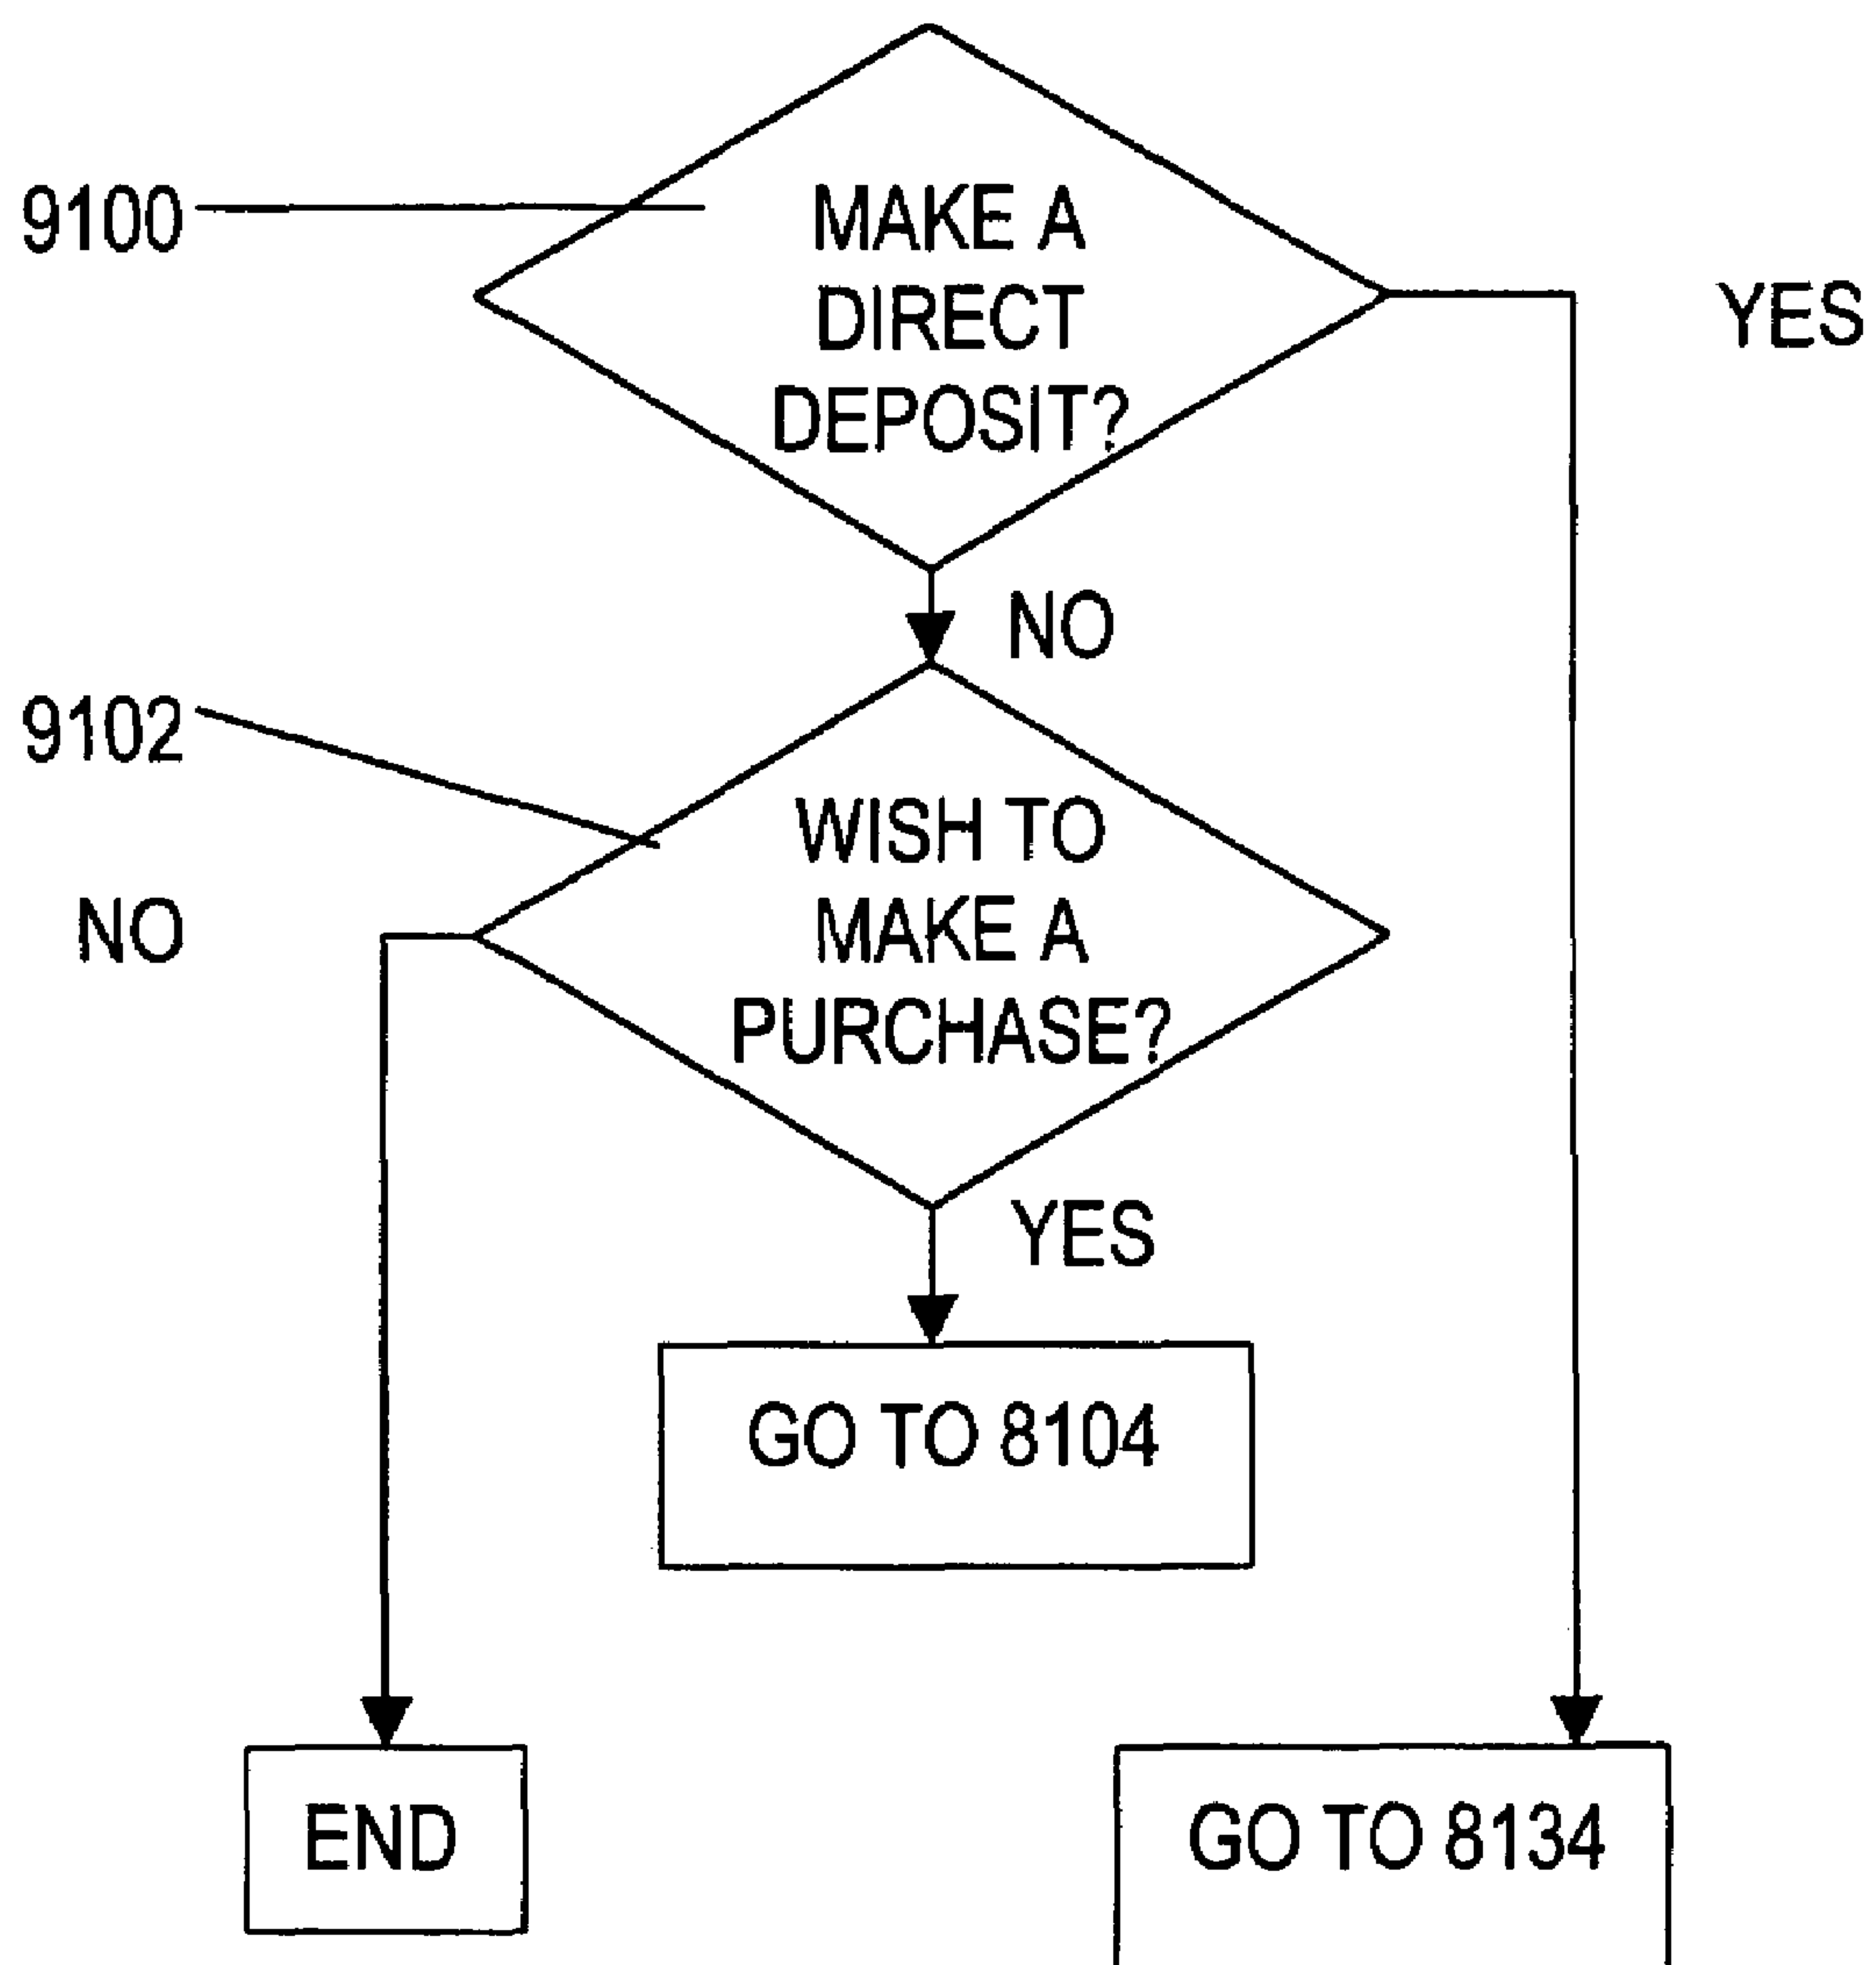 9100
MAKE A
DIRECT
DEPOSIT?
YES
NO
9102
WISH TO
MAKE A
PURCHASE?
NO
YES
GO TO 8104
END
GO TO 8134